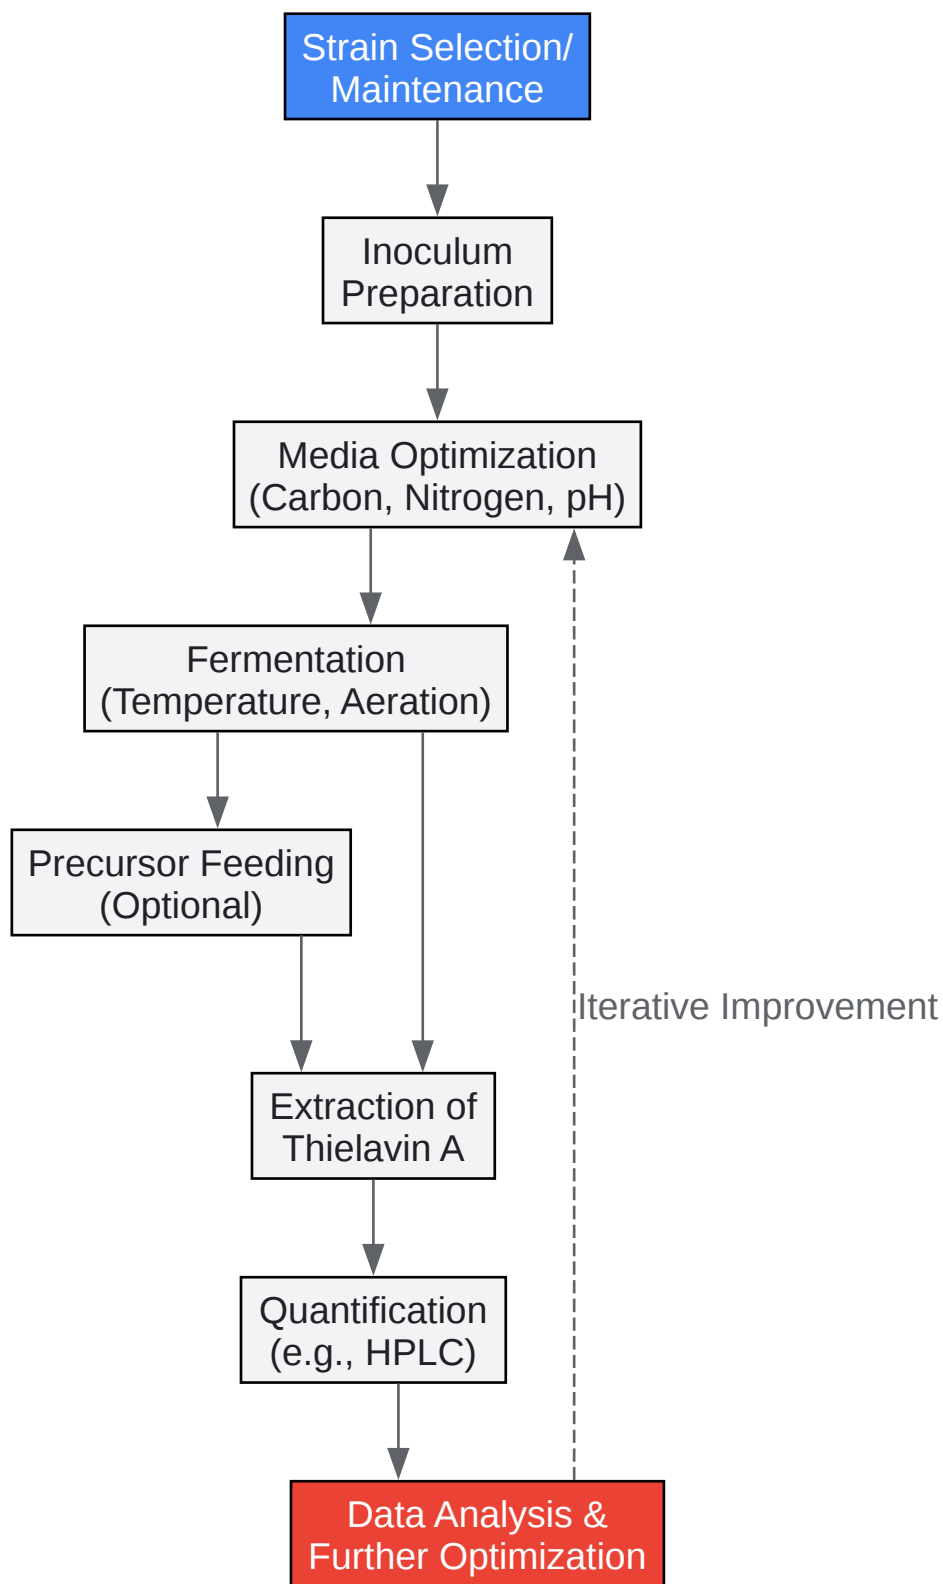 Strain Selection/
Maintenance
Inoculum
Preparation
Media Optimization
(Carbon, Nitrogen, pH)
Fermentation
(Temperature, Aeration)
Precursor Feeding
(Optional)
Iterative Improvement
Extraction of
Thielavin A
Quantification
(e.g., HPLC)
Data Analysis &
Further Optimization